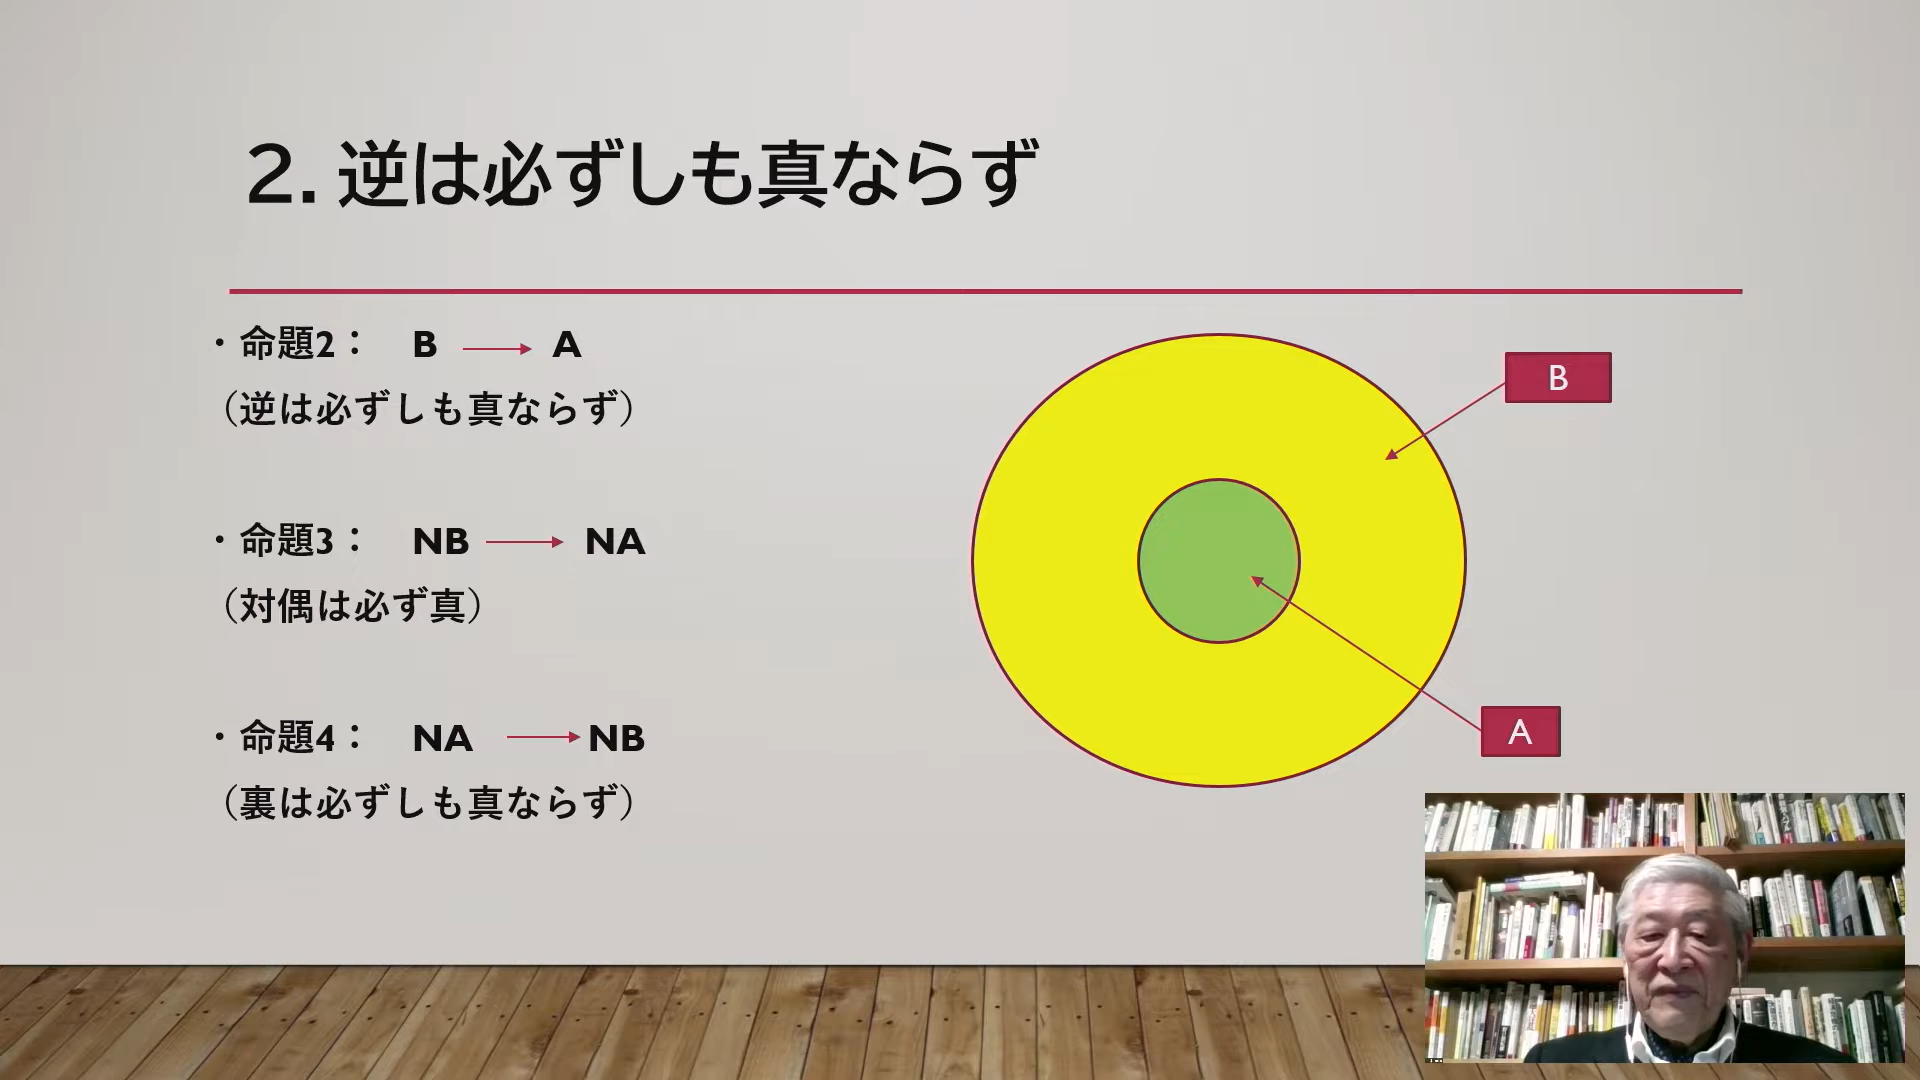 2. 逆は必ずしも真ならず
・命題2： B → A
（逆は必ずしも真ならず）
・命題3： NB → NA
（対偶は必ず真）
・命題4： NA → NB
（裏は必ずしも真ならず）
B
A